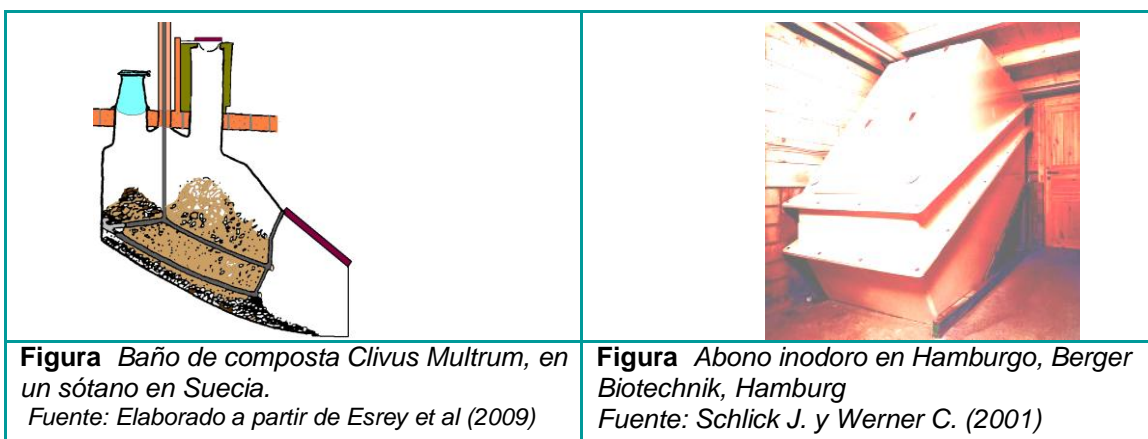 Figura Baño de composta Clivus Multrum, en
un sótano en Suecia.
Fuente: Elaborado a partir de Esrey et al (2009)
Figura Abono inodoro en Hamburgo, Berger
Biotechnik, Hamburg
Fuente: Schlick J. y Werner C. (2001)